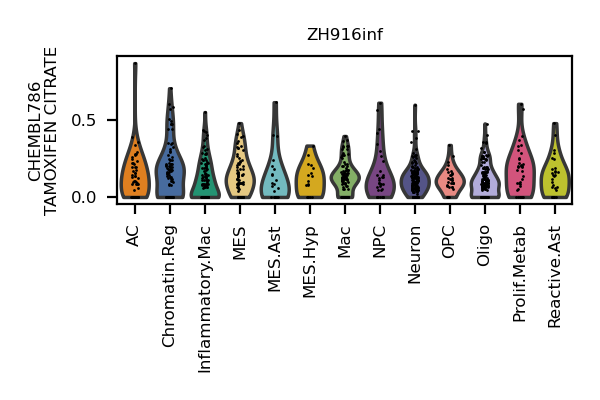 ZH916inf
CHEMBL786
TAMOXIFEN CITRATE
0.5
0.0
AC
Chromatin.Reg
Inflammatory.Mac
MES
MES.Ast
MES.Hyp
Mac
NPC
Neuron
OPC
Oligo
Prolif.Metab
Reactive.Ast